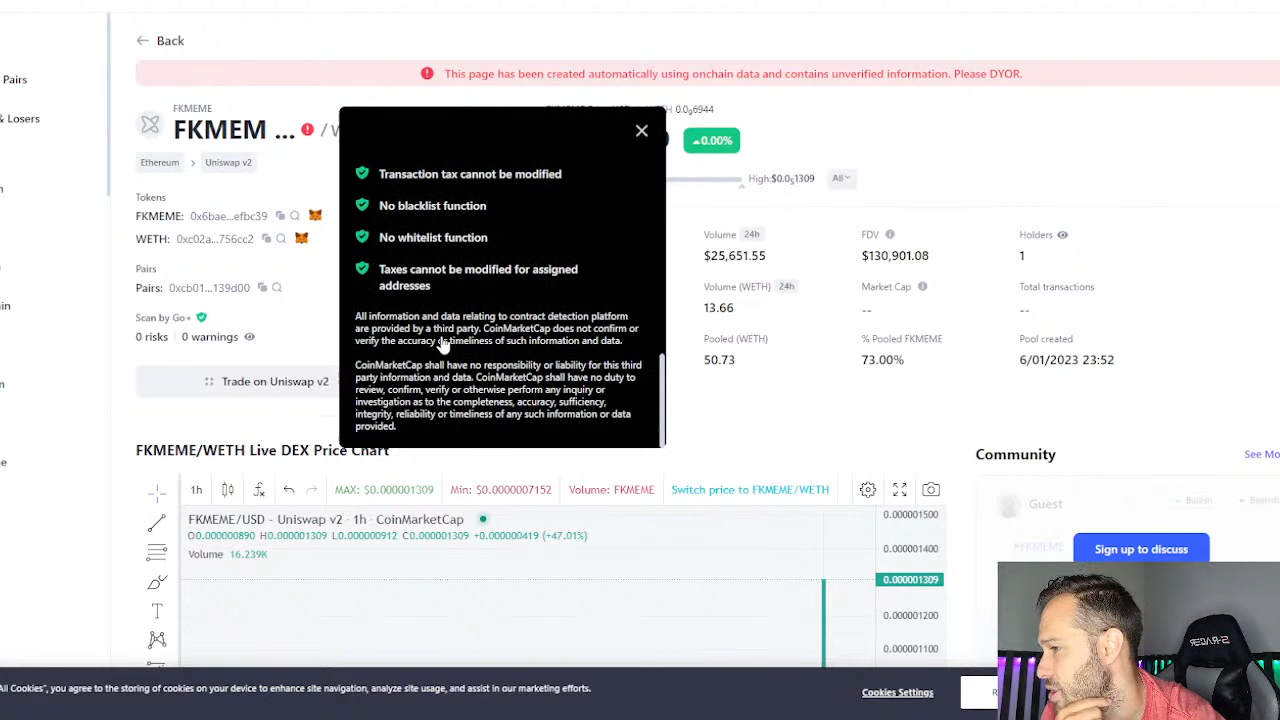 Back
This page has been created automatically using onchain data and contains unverified information. Please DYOR.
Pairs
& Losers
FKMEME
FKMEM ...
/
Ethereum
Uniswap v2
Tokens
FKMEME: 0x6bae...efbc39
WETH: 0xc02a...756cc2
Pairs
Pairs: 0xcb01...139d00
Scan by Go+
0 risks | 0 warnings
Trade on Uniswap v2
Transaction tax cannot be modified
No blacklist function
No whitelist function
Taxes cannot be modified for assigned
addresses
All information and data relating to contract detection platform
are provided by a third party. CoinMarketCap does not confirm or
verify the accuracy or timeliness of such information and data.
CoinMarketCap shall have no responsibility or liability for this third
party information and data. CoinMarketCap shall have no duty to
review, confirm, verify or otherwise perform any inquiry or
investigation as to the completeness, accuracy, sufficiency,
integrity, reliability or timeliness of any such information or data
provided.
0.0₆6944
0.00%
High:$0.0₅1309
All
Volume 24h
$25,651.55
FDV
$130,901.08
Holders
1
Volume (WETH) 24h
13.66
Market Cap
--
Total transactions
--
Pooled (WETH)
50.73
% Pooled FKMEME
73.00%
Pool created
6/01/2023 23:52
FKMEME/WETH Live DEX Price Chart
1h
MAX: $0.000001309
Min: $0.0000007152
Volume: FKMEME
Switch price to FKMEME/WETH
FKMEME/USD - Uniswap v2 · 1h · CoinMarketCap
O0.000000890 H0.000001309 L0.000000912 C0.000001309 +0.000000419 (+47.01%)
Volume 16.239K
0.000001500
0.000001400
0.000001309
0.000001200
0.000001100
Community
See Mo
Guest
Bullish
Bearish
#FKMEME
Sign up to discuss
All Cookies", you agree to the storing of cookies on your device to enhance site navigation, analyze site usage, and assist in our marketing efforts.
Cookies Settings